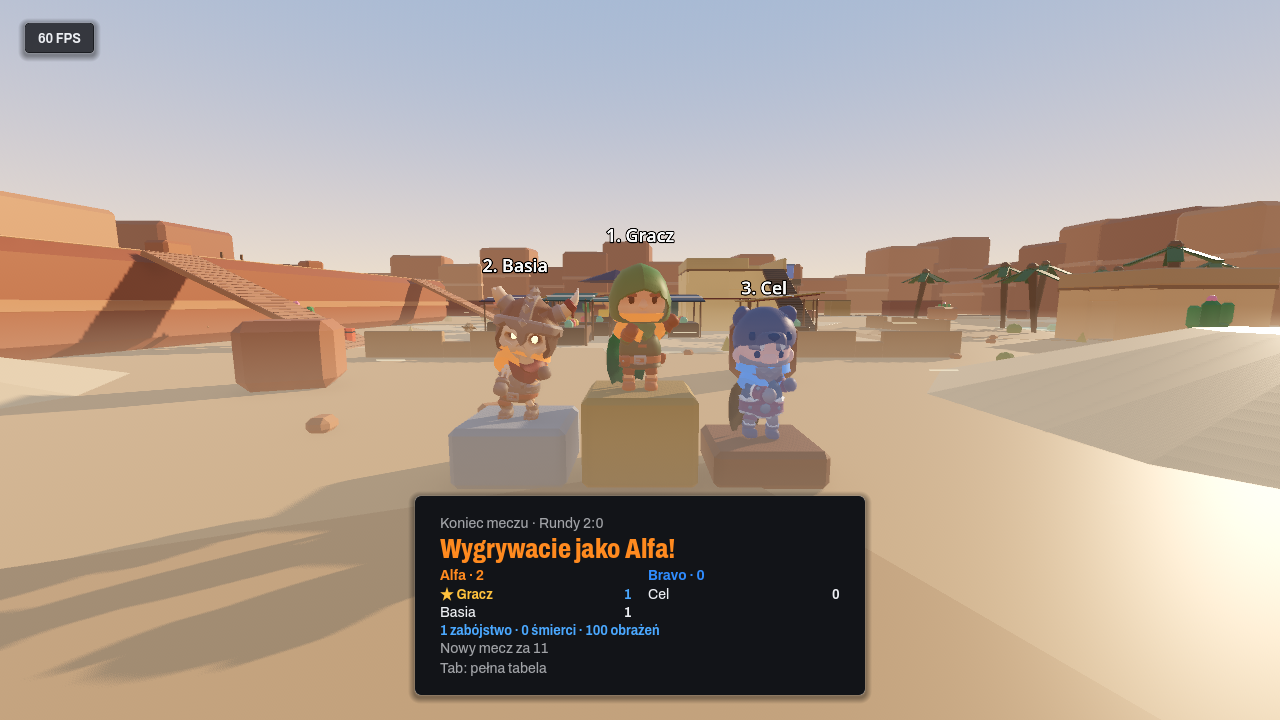 60 FPS
1. Gracz
2. Basia
3. Cel
Koniec meczu · Rundy 2:0
Wygrywacie jako Alfa!
Alfa · 2 Bravo · 0
★ Gracz 1 Cel 0
Basia 1
1 zabójstwo · 0 śmierci · 100 obrażeń
Nowy mecz za 11
Tab: pełna tabela